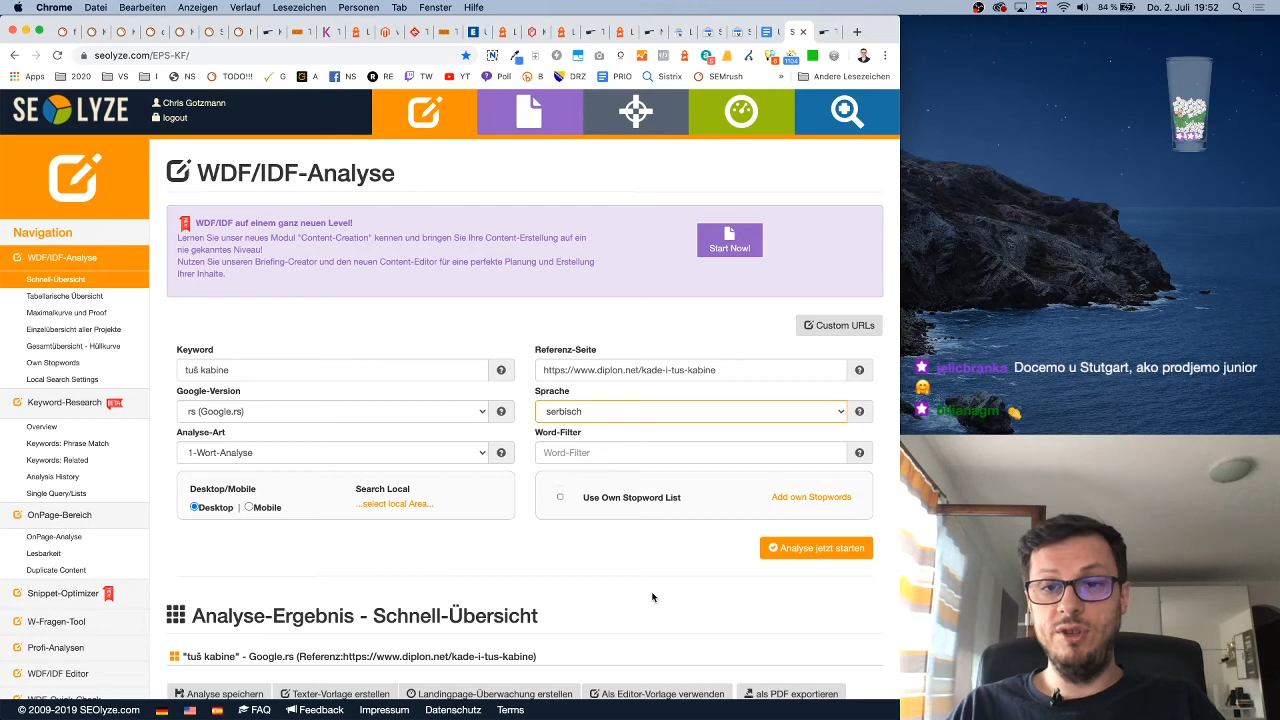 Chrome Datei Bearbeiten Ansicht Verlauf Lesezeichen Personen Tab Fenster Hilfe
84 % Do. 2. Juli 19:52
seolyze.com/EPS-KF/
Apps 2020 VS I NS TODO!!! G A NS RE TW YT Poll B DRZ PRIO Sistrix SEMrush » Andere Lesezeichen
SEOLYZE
Chris Gotzmann
logout
WDF/IDF-Analyse
WDF/IDF auf einem ganz neuen Level!
Lernen Sie unser neues Modul "Content-Creation" kennen und bringen Sie Ihre Content-Erstellung auf ein
nie gekanntes Niveau!
Nutzen Sie unseren Briefing-Creator und den neuen Content-Editor für eine perfekte Planung und Erstellung
Ihrer Inhalte.
Start Now!
Navigation
WDF/IDF-Analyse
Schnell-Übersicht
Tabellarische Übersicht
Maximalkurve und Proof
Einzelübersicht aller Projekte
Gesamtübersicht - Hüllkurve
Own Stopwords
Local Search Settings
Keyword-Research BETA
Overview
Keywords: Phrase Match
Keywords: Related
Analysis History
Single Query/Lists
OnPage-Bereich
OnPage-Analyse
Lesbarkeit
Duplicate Content
Snippet-Optimizer
W-Fragen-Tool
Profi-Analysen
WDF/IDF Editor
WDF-Quick-Check
Custom URLs
Keyword
tuš kabine
Referenz-Seite
https://www.diplon.net/kade-i-tus-kabine
Google-Version
rs (Google.rs)
Sprache
serbisch
Analyse-Art
1-Wort-Analyse
Word-Filter
Word-Filter
Desktop/Mobile
Desktop | Mobile
Search Local
...select local Area...
Use Own Stopword List
Add own Stopwords
Analyse jetzt starten
Analyse-Ergebnis - Schnell-Übersicht
"tuš kabine" - Google.rs (Referenz:https://www.diplon.net/kade-i-tus-kabine)
Analyse speichern Texter-Vorlage erstellen Landingpage-Überwachung erstellen Als Editor-Vorlage verwenden als PDF exportieren
© 2009-2019 SEOlyze.com FAQ Feedback Impressum Datenschutz Terms
jelicbranka Docemo u Stutgart, ako prodjemo junior